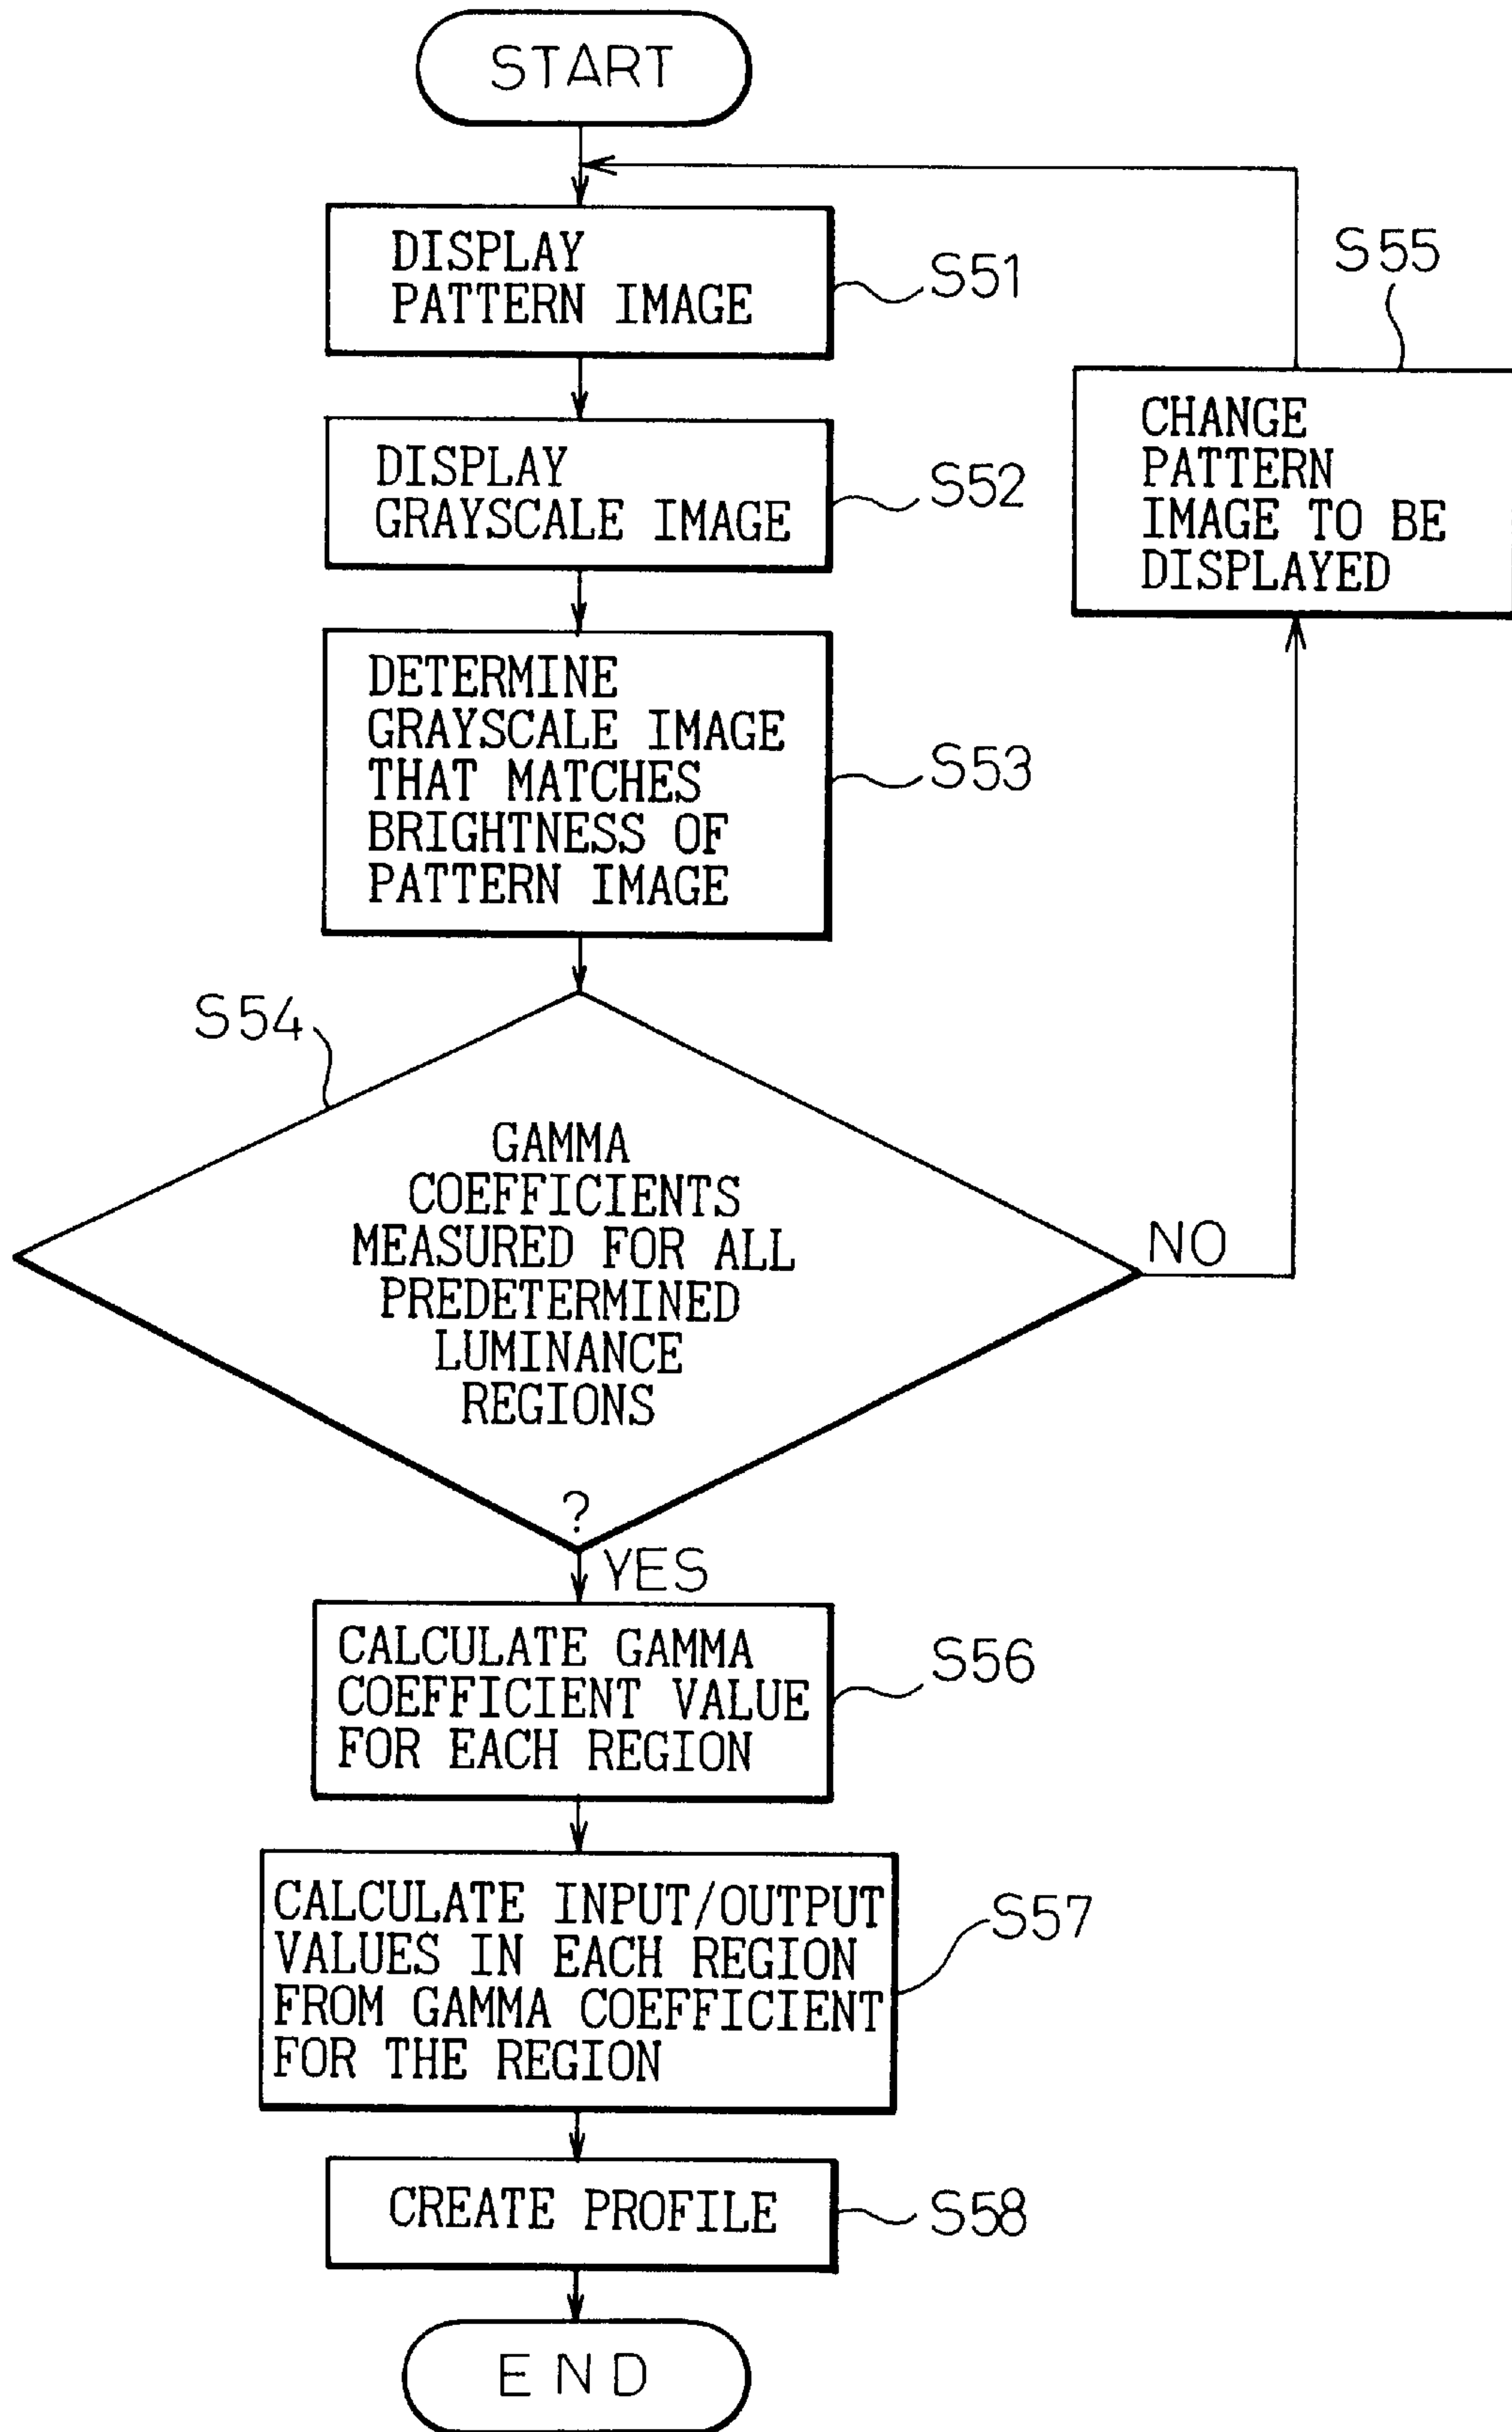 START
DISPLAY
PATTERN IMAGE
S51
DISPLAY
GRAYSCALE IMAGE
S52
DETERMINE
GRAYSCALE IMAGE
THAT MATCHES
BRIGHTNESS OF
PATTERN IMAGE
S53
S54
GAMMA
COEFFICIENTS
MEASURED FOR ALL
PREDETERMINED
LUMINANCE
REGIONS
?
NO
S55
CHANGE
PATTERN
IMAGE TO BE
DISPLAYED
YES
CALCULATE GAMMA
COEFFICIENT VALUE
FOR EACH REGION
S56
CALCULATE INPUT/OUTPUT
VALUES IN EACH REGION
FROM GAMMA COEFFICIENT
FOR THE REGION
S57
CREATE PROFILE
S58
END